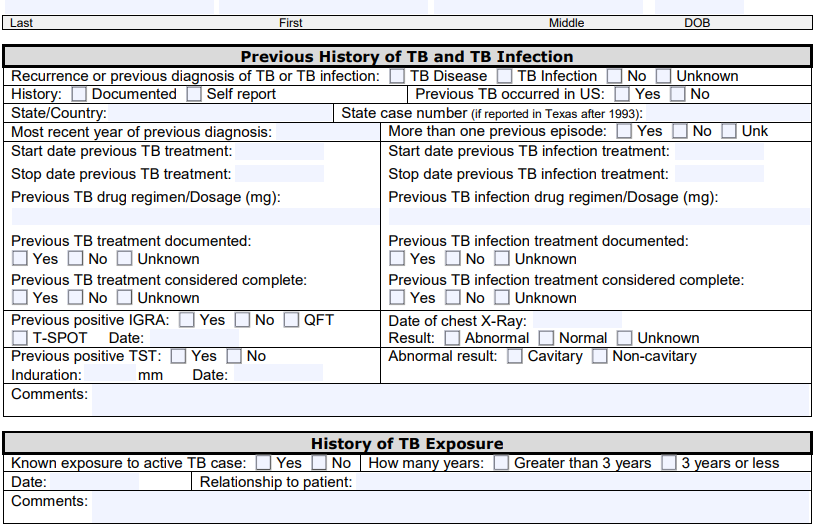 Last First Middle DOB
Previous History of TB and TB Infection
Recurrence or previous diagnosis of TB or TB infection: TB Disease TB Infection No Unknown
History: Documented Self report Previous TB occurred in US: Yes No
State/Country: State case number (if reported in Texas after 1993):
Most recent year of previous diagnosis: More than one previous episode: Yes No Unk
Start date previous TB treatment: Start date previous TB infection treatment:
Stop date previous TB treatment: Stop date previous TB infection treatment:
Previous TB drug regimen/Dosage (mg): Previous TB infection drug regimen/Dosage (mg):
Previous TB treatment documented: Previous TB infection treatment documented:
Yes No Unknown Yes No Unknown
Previous TB treatment considered complete: Previous TB infection treatment considered complete:
Yes No Unknown Yes No Unknown
Previous positive IGRA: Yes No QFT Date of chest X-Ray:
T-SPOT Date: Result: Abnormal Normal Unknown
Previous positive TST: Yes No Abnormal result: Cavitary Non-cavitary
Induration: mm Date:
Comments:
History of TB Exposure
Known exposure to active TB case: Yes No How many years: Greater than 3 years 3 years or less
Date: Relationship to patient:
Comments: